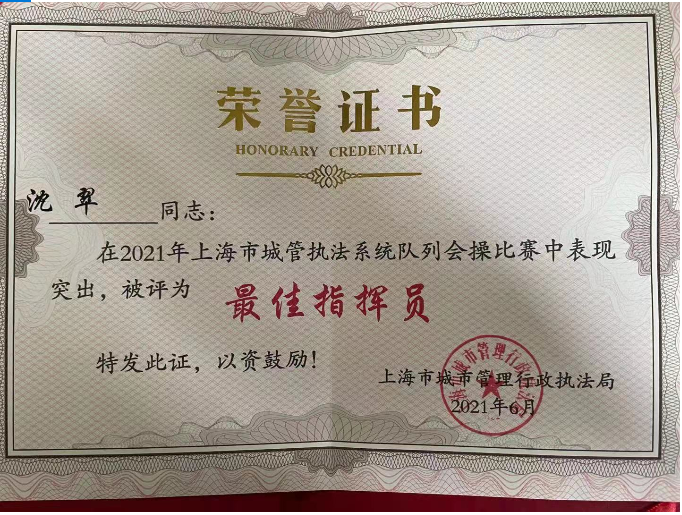 荣誉证书
HONORARY CREDENTIAL
沈翠 同志：
在2021年上海市城管执法系统队列会操比赛中表现
突出，被评为 最佳指挥员
特发此证，以资鼓励！
上海市城市管理行政执法局
2021年6月